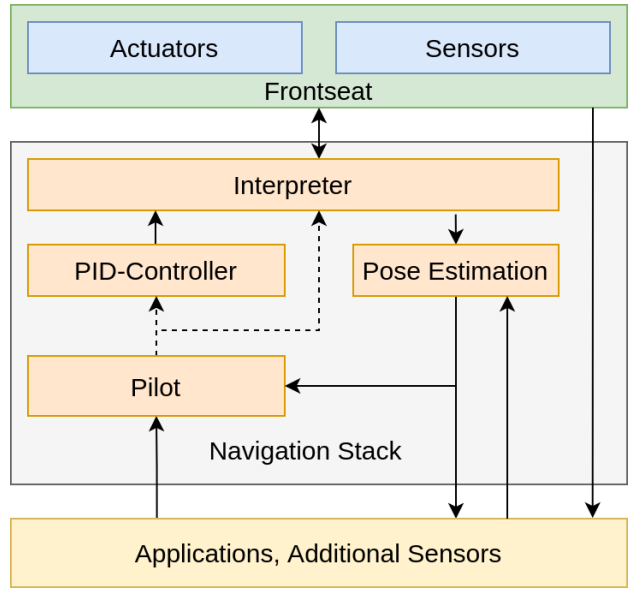 Actuators
Sensors
Frontseat
Interpreter
PID-Controller
Pose Estimation
Pilot
Navigation Stack
Applications, Additional Sensors